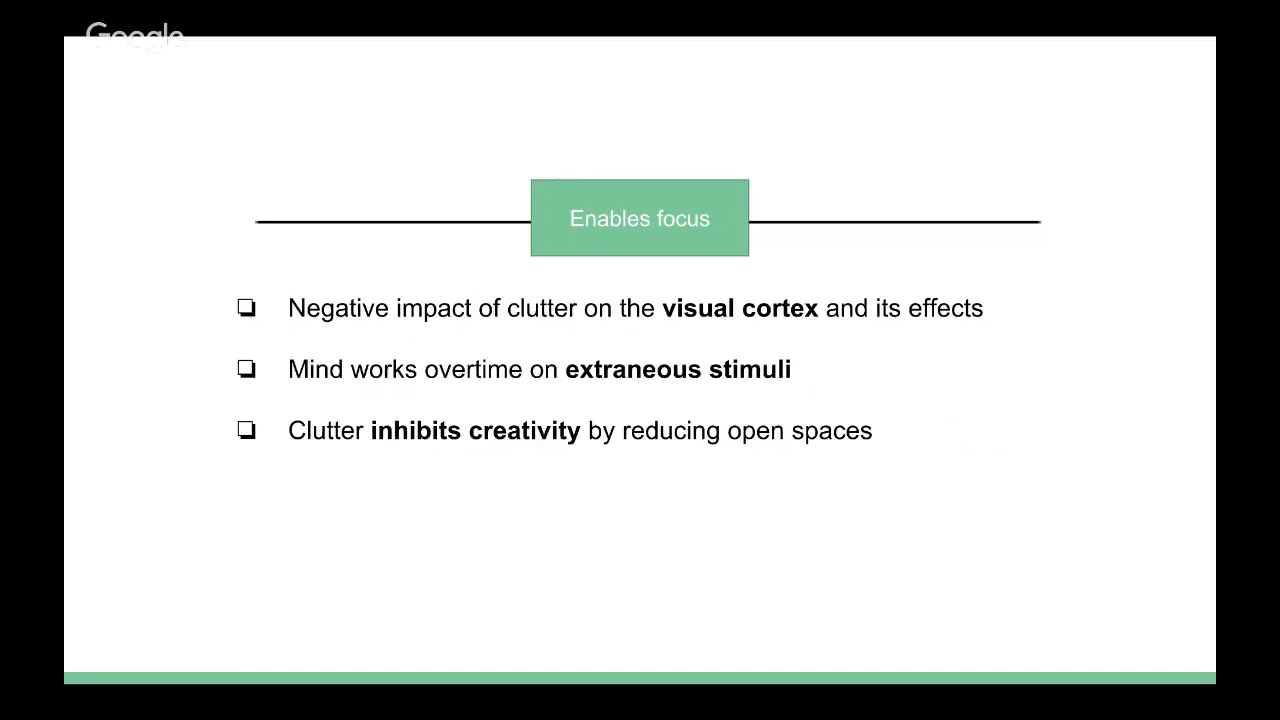 Google
Enables focus
❏ Negative impact of clutter on the visual cortex and its effects
❏ Mind works overtime on extraneous stimuli
❏ Clutter inhibits creativity by reducing open spaces